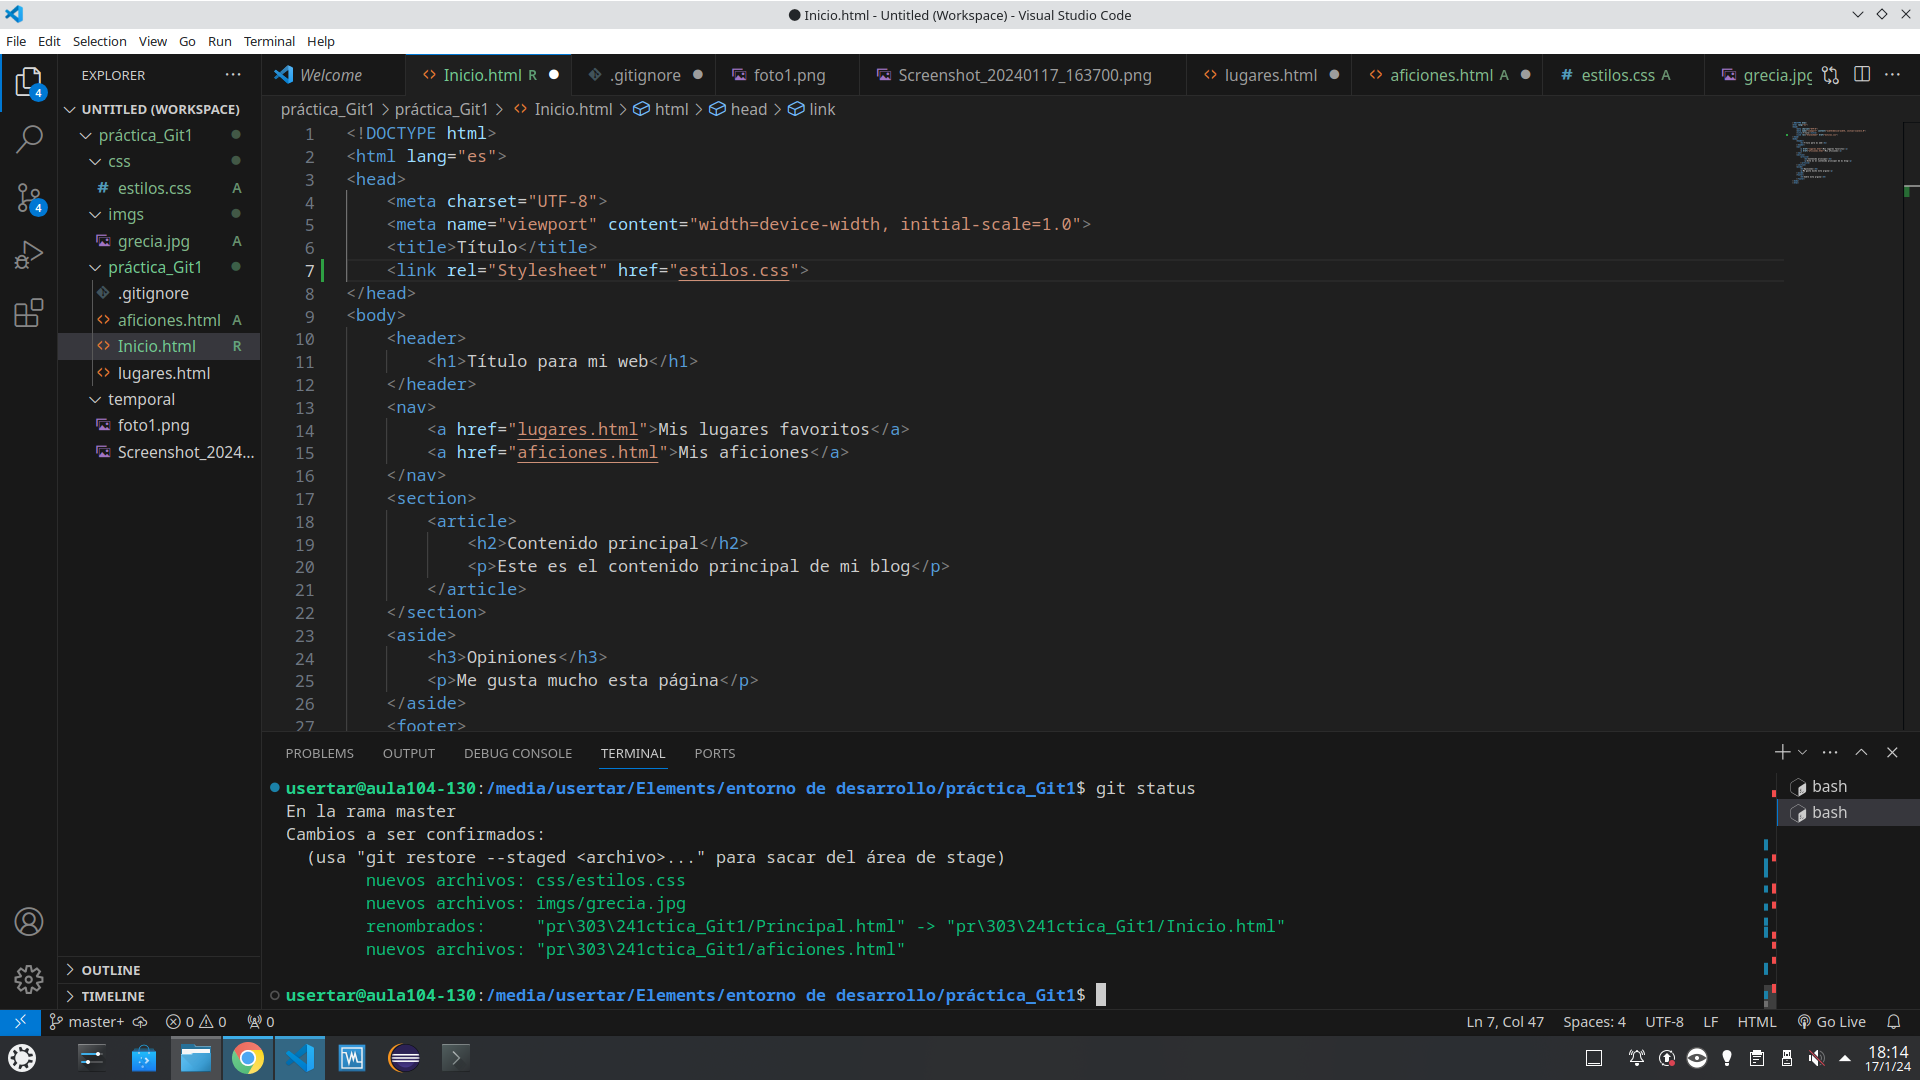 Inicio.html - Untitled (Workspace) - Visual Studio Code
File Edit Selection View Go Run Terminal Help
EXPLORER
Welcome
Inicio.html R
.gitignore
foto1.png
Screenshot_20240117_163700.png
lugares.html
aficiones.html A
estilos.css A
grecia.jpg
4
4
UNTITLED (WORKSPACE)
práctica_Git1
css
estilos.css A
imgs
grecia.jpg A
práctica_Git1
.gitignore
aficiones.html A
Inicio.html R
lugares.html
temporal
foto1.png
Screenshot_2024...
OUTLINE
TIMELINE
práctica_Git1 > práctica_Git1 > Inicio.html > html > head > link
1 <!DOCTYPE html>
2 <html lang="es">
3 <head>
4 <meta charset="UTF-8">
5 <meta name="viewport" content="width=device-width, initial-scale=1.0">
6 <title>Título</title>
7 <link rel="Stylesheet" href="estilos.css">
8 </head>
9 <body>
10 <header>
11 <h1>Título para mi web</h1>
12 </header>
13 <nav>
14 <a href="lugares.html">Mis lugares favoritos</a>
15 <a href="aficiones.html">Mis aficiones</a>
16 </nav>
17 <section>
18 <article>
19 <h2>Contenido principal</h2>
20 <p>Este es el contenido principal de mi blog</p>
21 </article>
22 </section>
23 <aside>
24 <h3>Opiniones</h3>
25 <p>Me gusta mucho esta página</p>
26 </aside>
27 <footer>
PROBLEMS OUTPUT DEBUG CONSOLE TERMINAL PORTS
usertar@aula104-130:/media/usertar/Elements/entorno de desarrollo/práctica_Git1$ git status
En la rama master
Cambios a ser confirmados:
(usa "git restore --staged <archivo>..." para sacar del área de stage)
nuevos archivos: css/estilos.css
nuevos archivos: imgs/grecia.jpg
renombrados: "pr\303\241ctica_Git1/Principal.html" -> "pr\303\241ctica_Git1/Inicio.html"
nuevos archivos: "pr\303\241ctica_Git1/aficiones.html"
usertar@aula104-130:/media/usertar/Elements/entorno de desarrollo/práctica_Git1$
bash
bash
master+ 0 0 0
Ln 7, Col 47 Spaces: 4 UTF-8 LF HTML Go Live
18:14
17/1/24